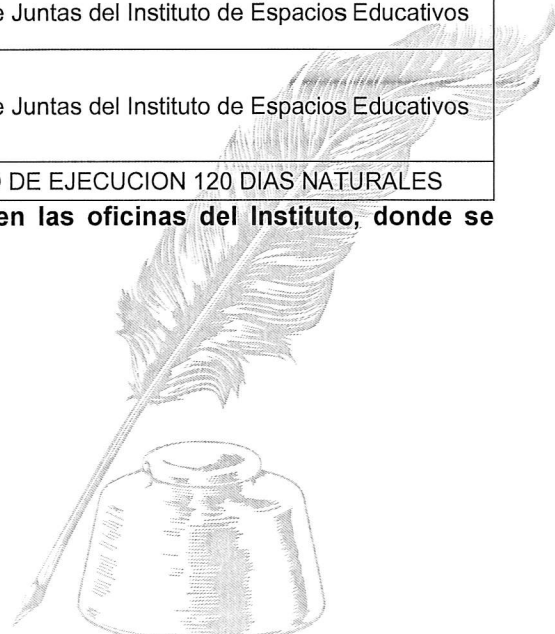 e Juntas del Instituto de Espacios Educativos
e Juntas del Instituto de Espacios Educativos
DE EJECUCION 120 DIAS NATURALES
en las oficinas del Instituto, donde se